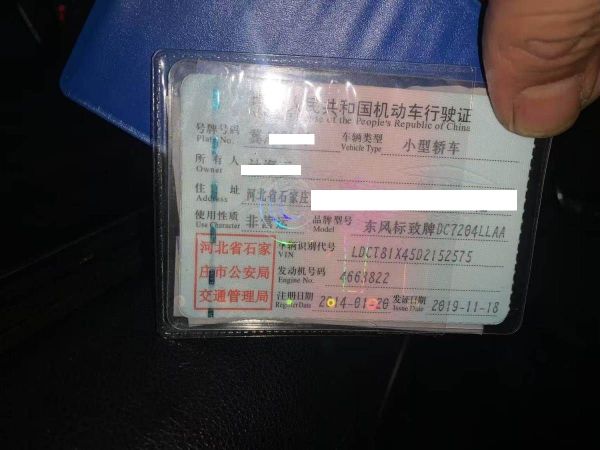 民共和国机动车行驶证
of the People's Republic of China
号牌号码 冀 车辆类型 小型轿车
Plate No. Vehicle Type
所有人
Owner
住址 河北省石家庄
Address
使用性质 非营运 品牌型号 东风标致牌DC7204LLAA
Use Character Model
河北省石家
庄市公安局
交通管理局
车辆识别代号 LDCT81X45D2152575
VIN
发动机号码 4663822
Engine No.
注册日期 2014-01-20 发证日期 2019-11-18
Register Date Issue Date